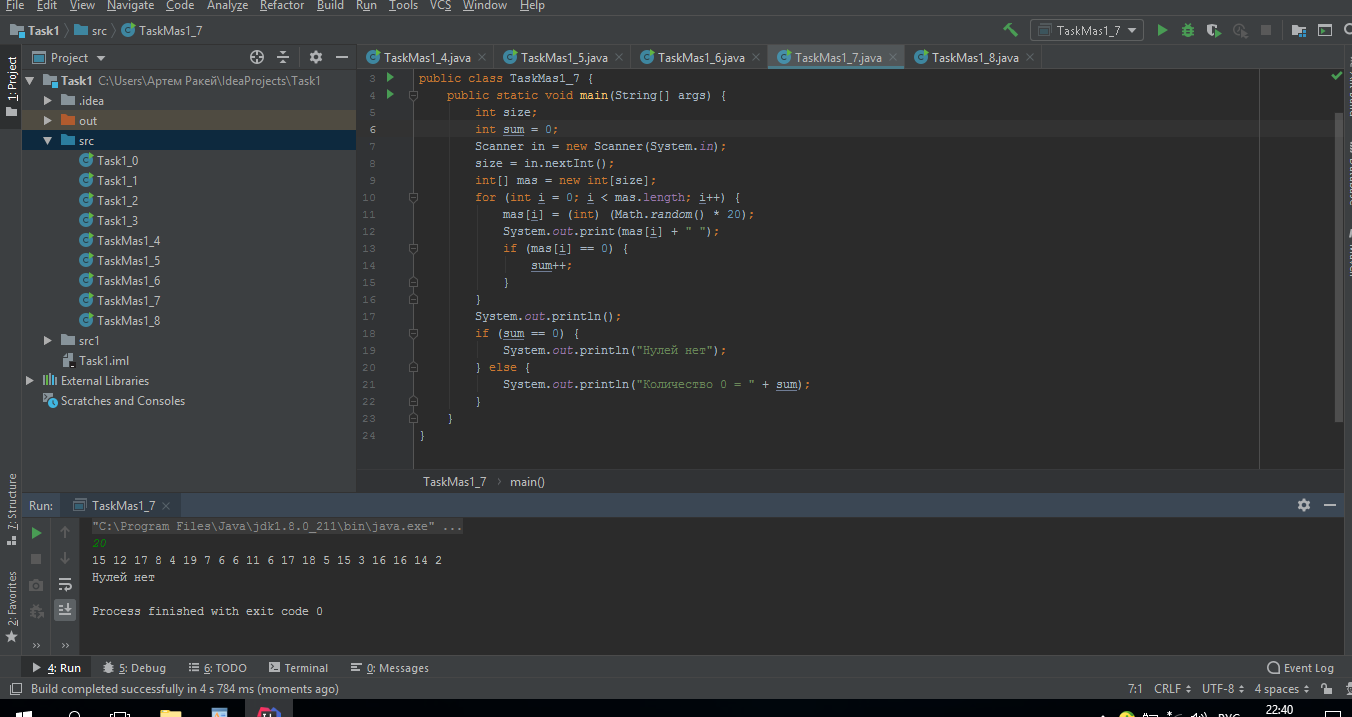 File Edit View Navigate Code Analyze Refactor Build Run Tools VCS Window Help
Task1 src TaskMas1_7 TaskMas1_7
1: Project
Project
TaskMas1_4.java TaskMas1_5.java TaskMas1_6.java TaskMas1_7.java TaskMas1_8.java
Task1 C:\Users\Артем Ракей\IdeaProjects\Task1
.idea
out
src
Task1_0
Task1_1
Task1_2
Task1_3
TaskMas1_4
TaskMas1_5
TaskMas1_6
TaskMas1_7
TaskMas1_8
src1
Task1.iml
External Libraries
Scratches and Consoles
3 public class TaskMas1_7 {
4 public static void main(String[] args) {
5 int size;
6 int sum = 0;
7 Scanner in = new Scanner(System.in);
8 size = in.nextInt();
9 int[] mas = new int[size];
10 for (int i = 0; i < mas.length; i++) {
11 mas[i] = (int) (Math.random() * 20);
12 System.out.print(mas[i] + " ");
13 if (mas[i] == 0) {
14 sum++;
15 }
16 }
17 System.out.println();
18 if (sum == 0) {
19 System.out.println("Нулей нет");
20 } else {
21 System.out.println("Количество 0 = " + sum);
22 }
23 }
24 }
TaskMas1_7 main()
7: Structure
2: Favorites
Run: TaskMas1_7
"C:\Program Files\Java\jdk1.8.0_211\bin\java.exe" ...
20
15 12 17 8 4 19 7 6 6 11 6 17 18 5 15 3 16 16 14 2
Нулей нет
Process finished with exit code 0
4: Run 5: Debug 6: TODO Terminal 0: Messages Event Log
Build completed successfully in 4 s 784 ms (moments ago) 7:1 CRLF UTF-8 4 spaces
22:40